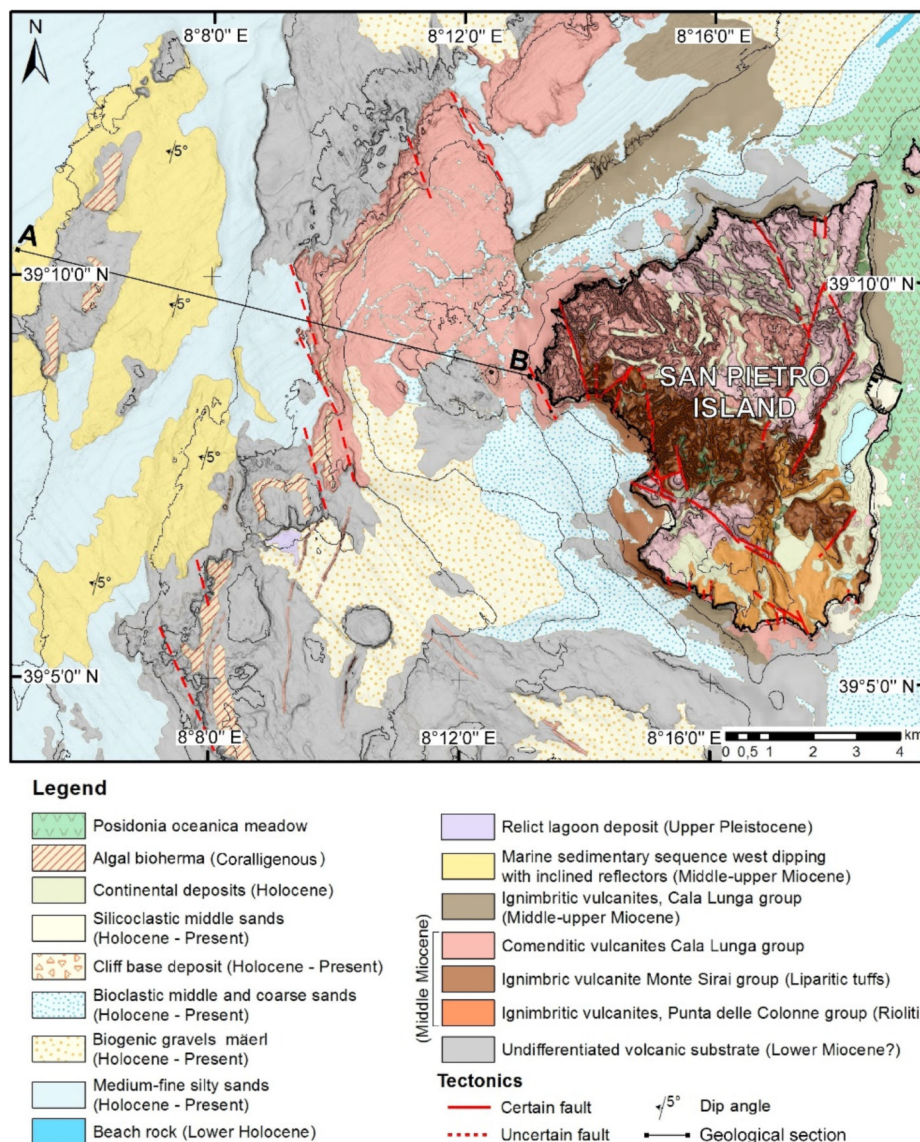 N
8°8'0" E
8°12'0" E
8°16'0" E
5°
A
39°10'0" N
39°10'0" N
5°
B
SAN PIETRO
ISLAND
5°
5°
39°5'0" N
39°5'0" N
8°8'0" E
8°12'0" E
8°16'0" E
0 0,5 1 2 3 4
km
Legend
Posidonia oceanica meadow
Algal bioherma (Coralligenous)
Continental deposits (Holocene)
Silicoclastic middle sands
(Holocene - Present)
Cliff base deposit (Holocene - Present)
Bioclastic middle and coarse sands
(Holocene - Present)
Biogenic gravels mäerl
(Holocene - Present)
Medium-fine silty sands
(Holocene - Present)
Beach rock (Lower Holocene)
Relict lagoon deposit (Upper Pleistocene)
Marine sedimentary sequence west dipping
with inclined reflectors (Middle-upper Miocene)
Ignimbritic vulcanites, Cala Lunga group
(Middle-upper Miocene)
(Middle Miocene)
Comenditic vulcanites Cala Lunga group
Ignimbric vulcanite Monte Sirai group (Liparitic tuffs)
Ignimbritic vulcanites, Punta delle Colonne group (Rioliti
Undifferentiated volcanic substrate (Lower Miocene?)
Tectonics
Certain fault
5° Dip angle
Uncertain fault
Geological section